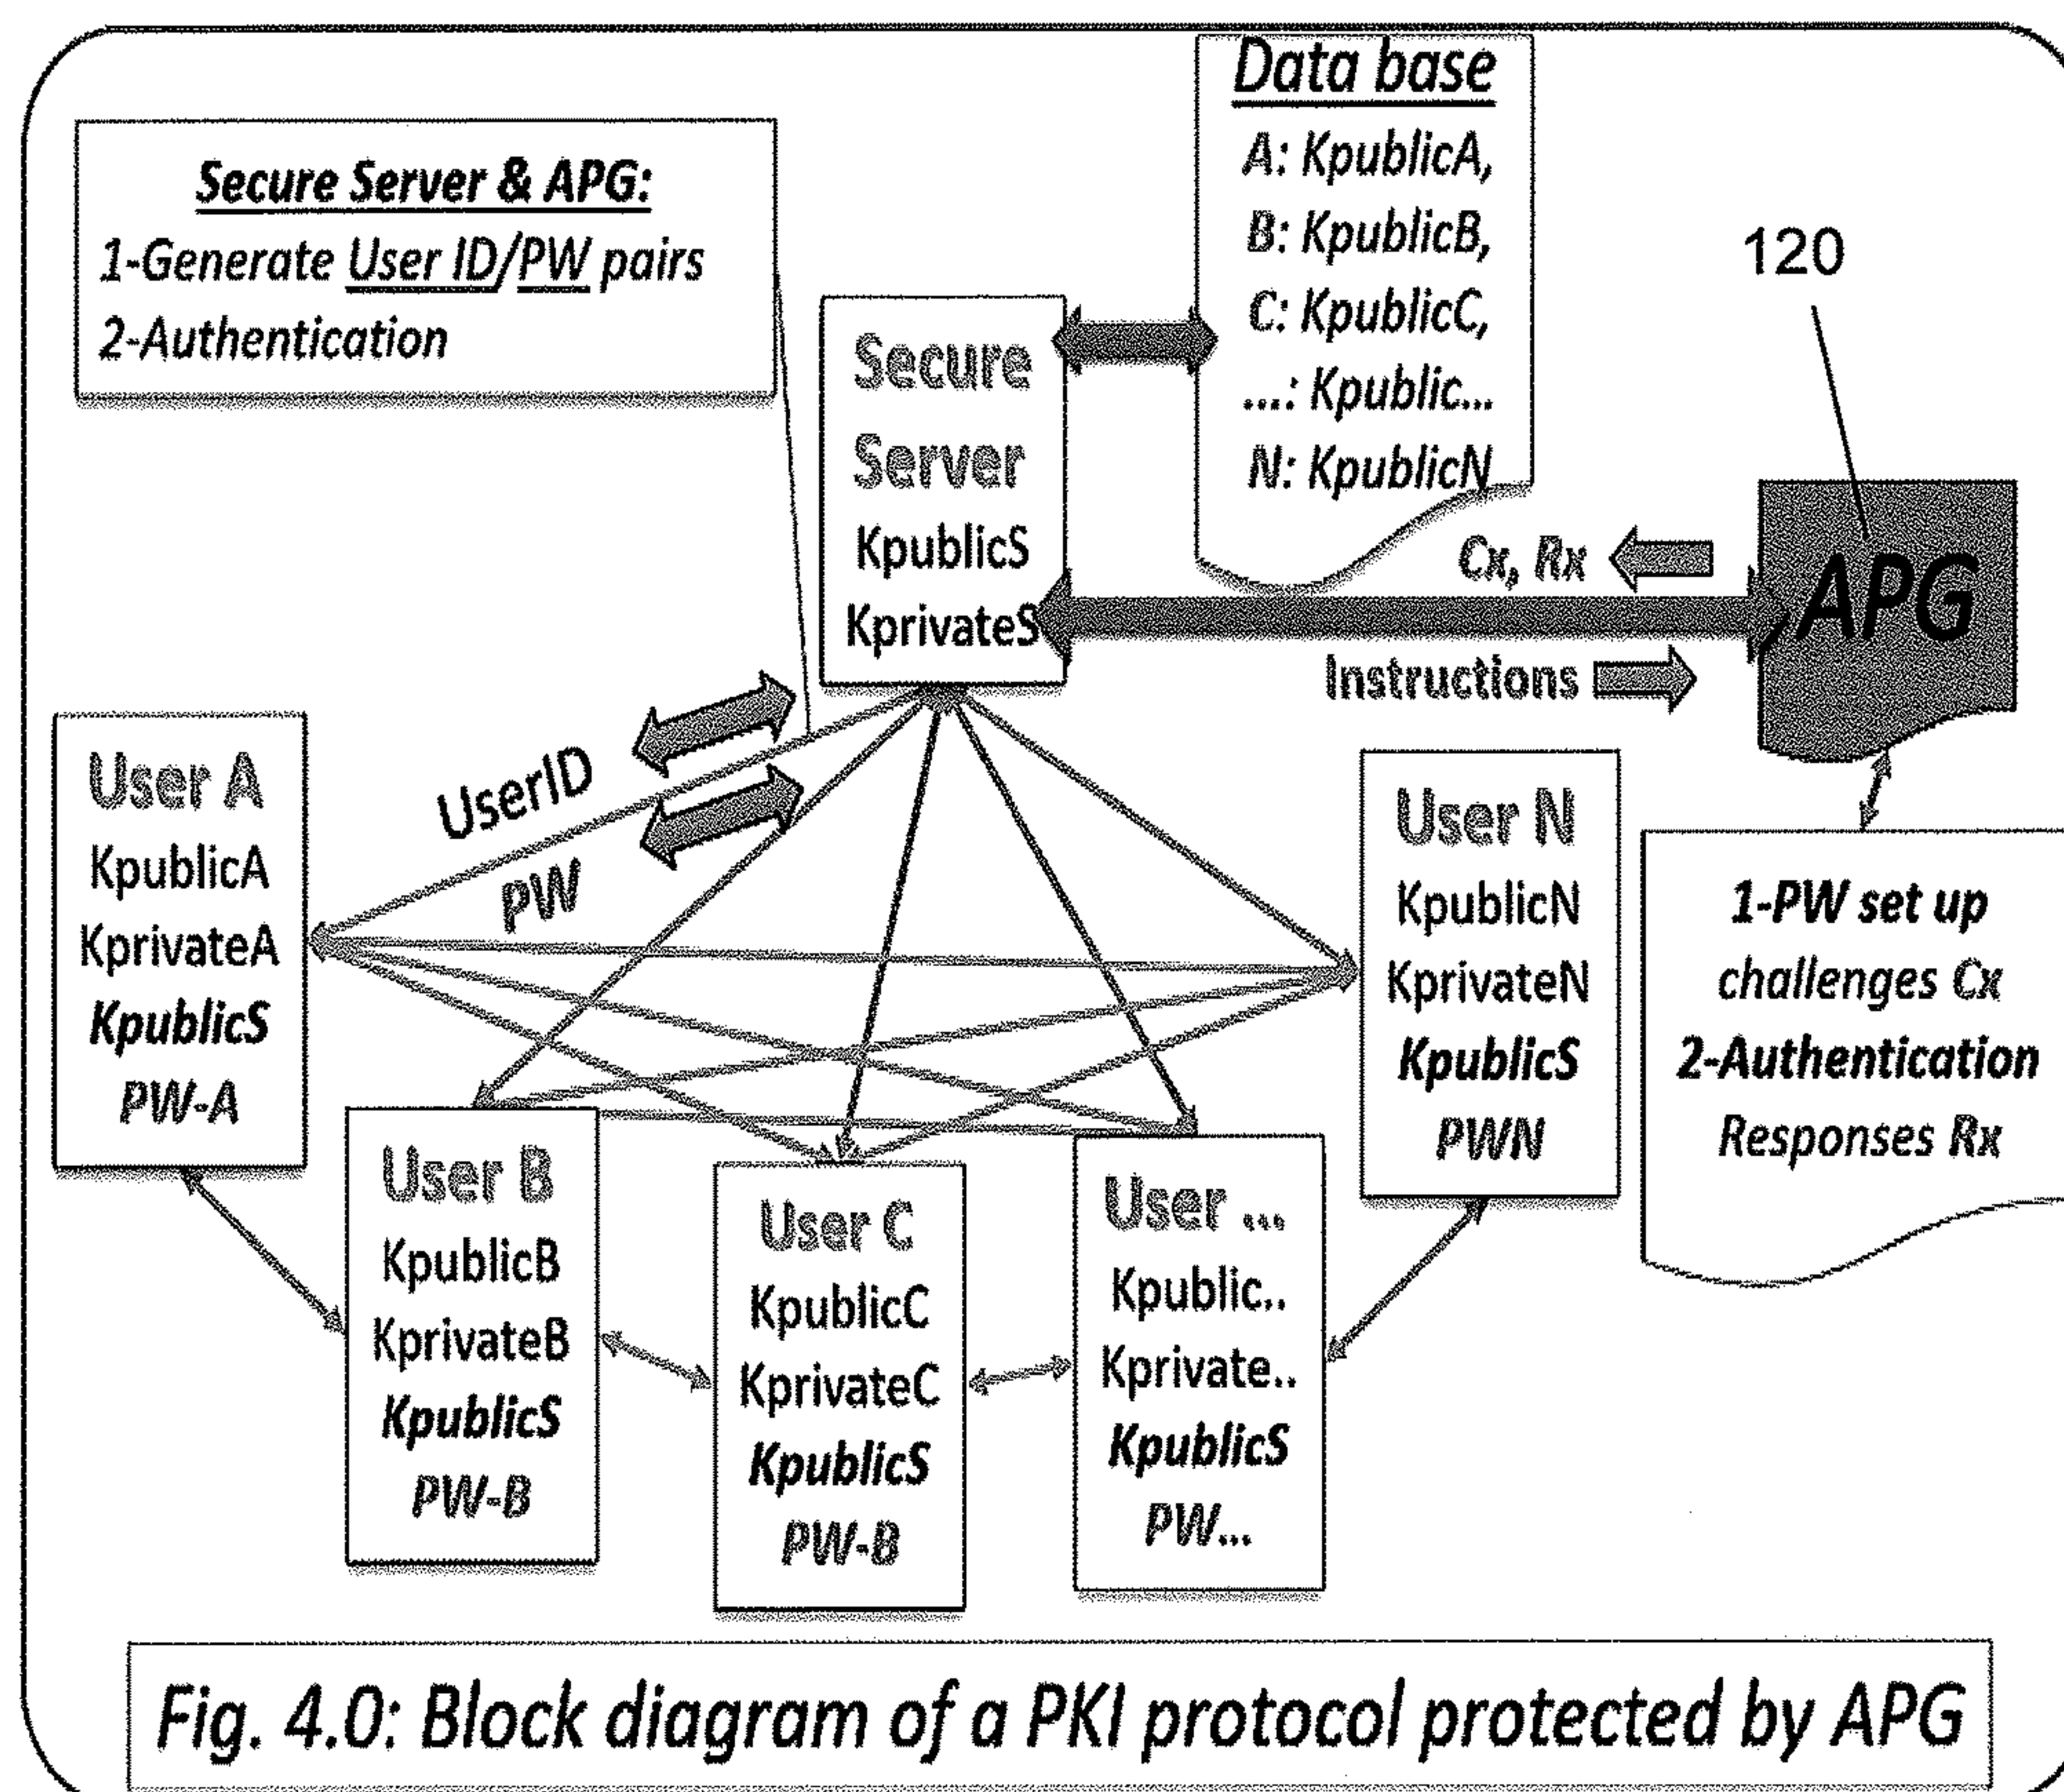 Secure Server & APG:
1-Generate User ID/PW pairs
2-Authentication
Data base
A: KpublicA,
B: KpublicB,
C: KpublicC,
...: Kpublic...
N: KpublicN
120
Secure
Server
KpublicS
KprivateS
Cx, Rx
APG
Instructions
UserID
PW
User A
KpublicA
KprivateA
KpublicS
PW-A
User B
KpublicB
KprivateB
KpublicS
PW-B
User C
KpublicC
KprivateC
KpublicS
PW-B
User ...
Kpublic..
Kprivate..
KpublicS
PW...
User N
KpublicN
KprivateN
KpublicS
PWN
1-PW set up
challenges Cx
2-Authentication
Responses Rx
Fig. 4.0: Block diagram of a PKI protocol protected by APG